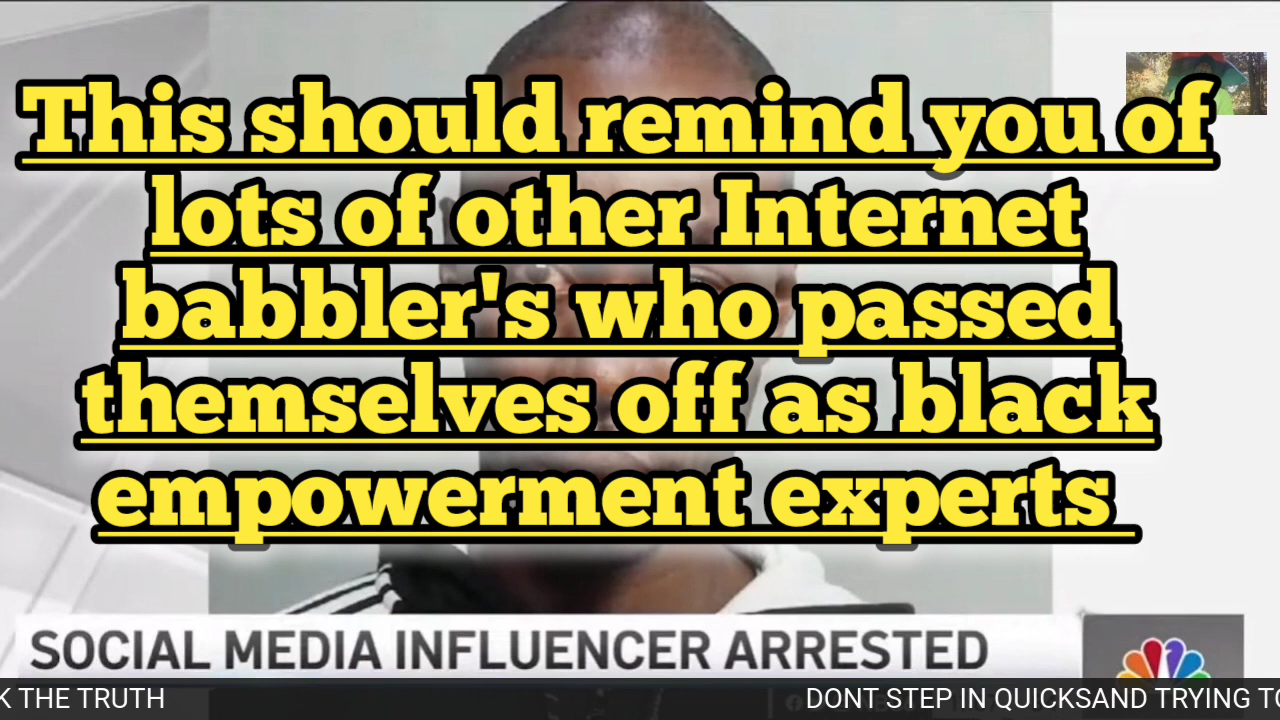 This should remind you of
lots of other Internet
babbler's who passed
themselves off as black
empowerment experts
SOCIAL MEDIA INFLUENCER ARRESTED
K THE TRUTH
DONT STEP IN QUICKSAND TRYING TO